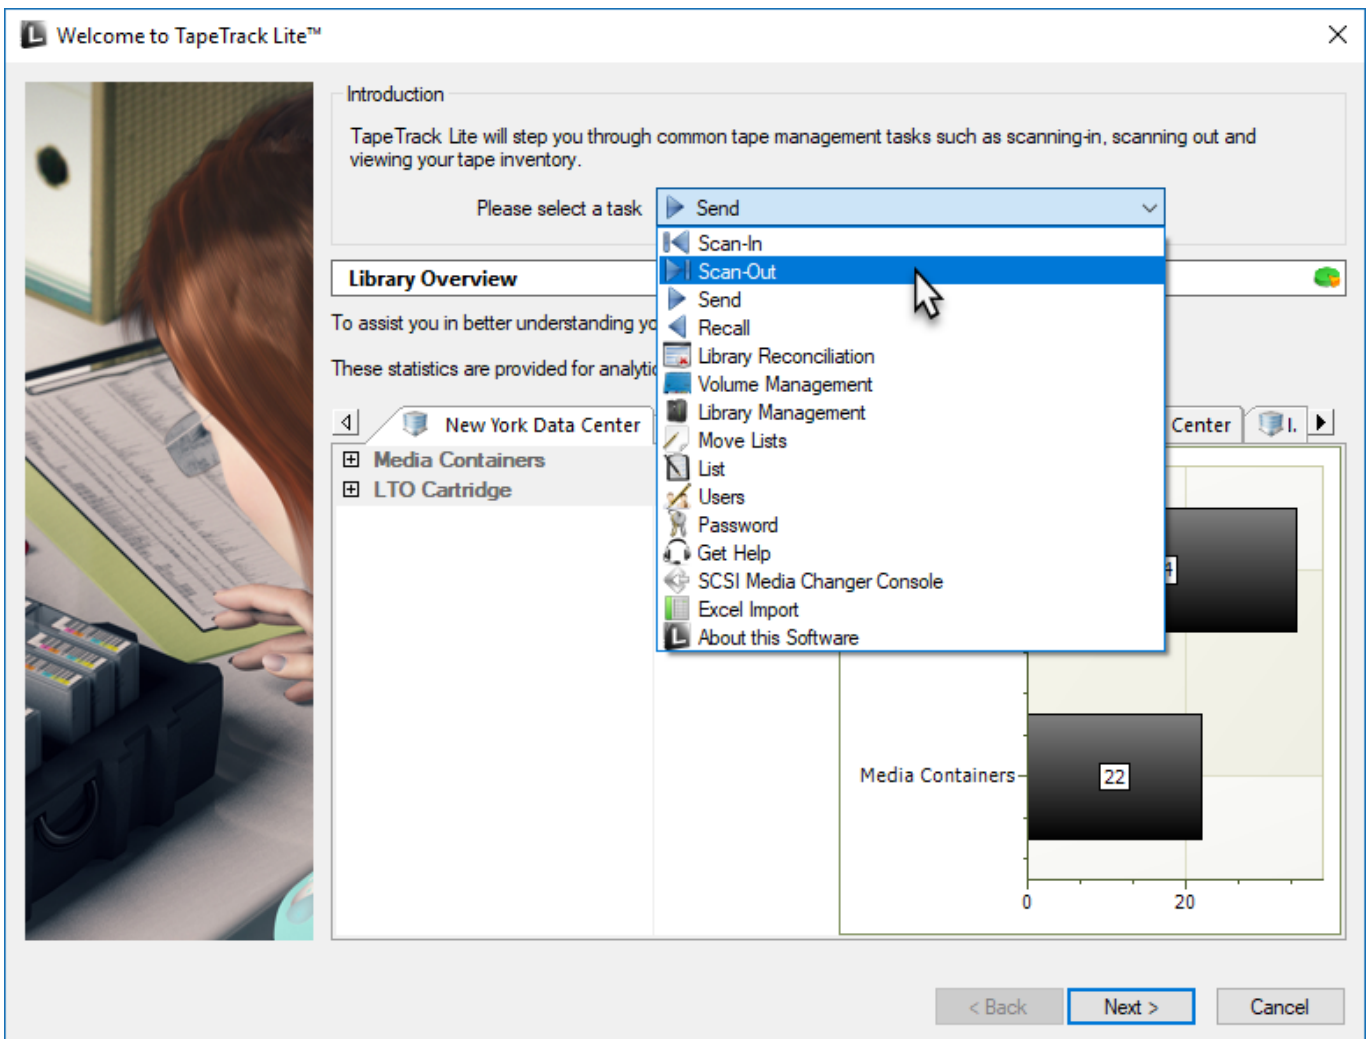 Welcome to TapeTrack Lite™
Introduction
TapeTrack Lite will step you through common tape management tasks such as scanning-in, scanning out and
viewing your tape inventory.
Please select a task
Send
Scan-In
Scan-Out
Send
Recall
Library Reconciliation
Volume Management
Library Management
Move Lists
List
Users
Password
Get Help
SCSI Media Changer Console
Excel Import
About this Software
Library Overview
To assist you in better understanding yo
These statistics are provided for analytic
New York Data Center
Center
I.
Media Containers
LTO Cartridge
4
Media Containers
22
0
20
< Back
Next >
Cancel